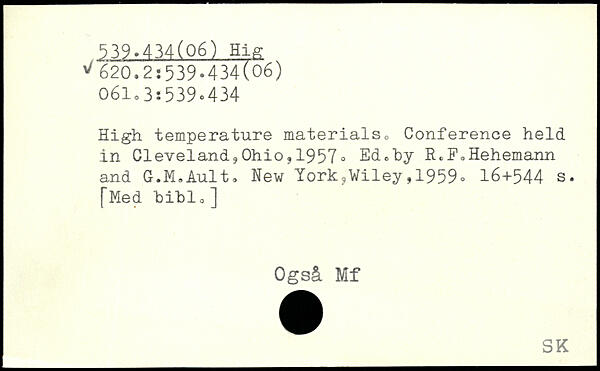 539.434(06) Hig
✓ 620.2:539.434(06)
061.3:539.434
High temperature materials. Conference held
in Cleveland,Ohio,1957. Ed.by R.F.Hehemann
and G.M.Ault. New York,Wiley,1959. 16+544 s.
[Med bibl.]
Også Mf
SK